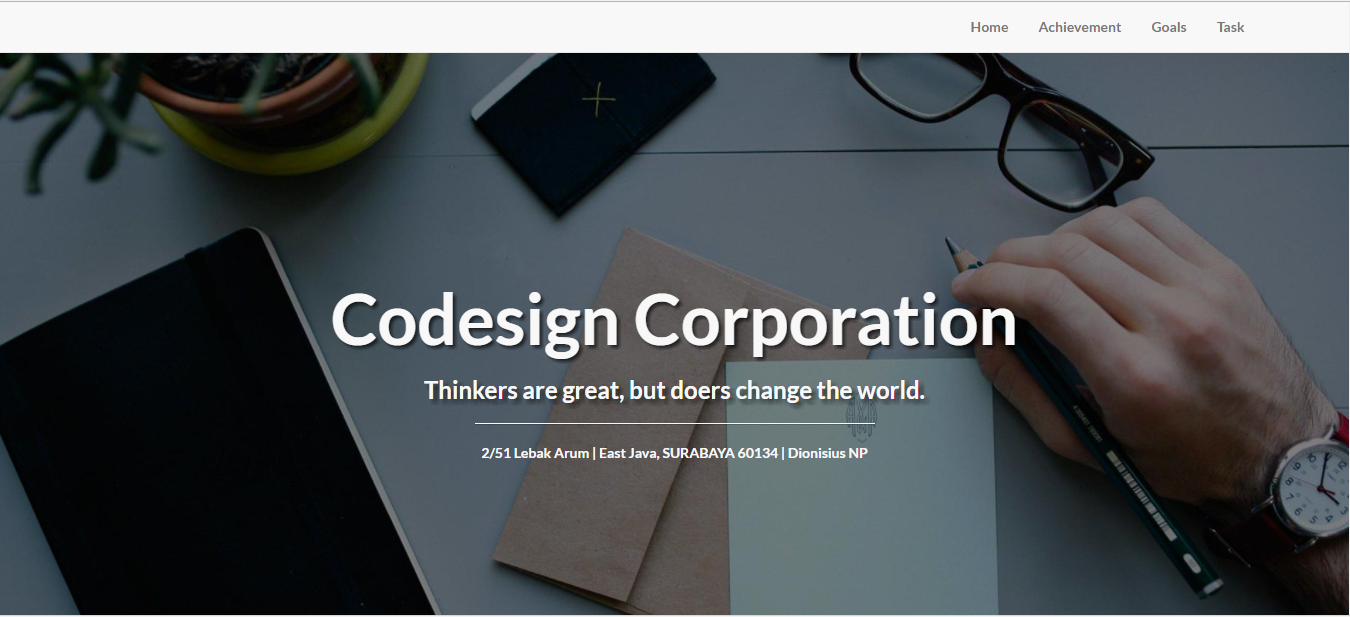 Home Achievement Goals Task
Codesign Corporation
Thinkers are great, but doers change the world.
2/51 Lebak Arum | East Java, SURABAYA 60134 | Dionisius NP